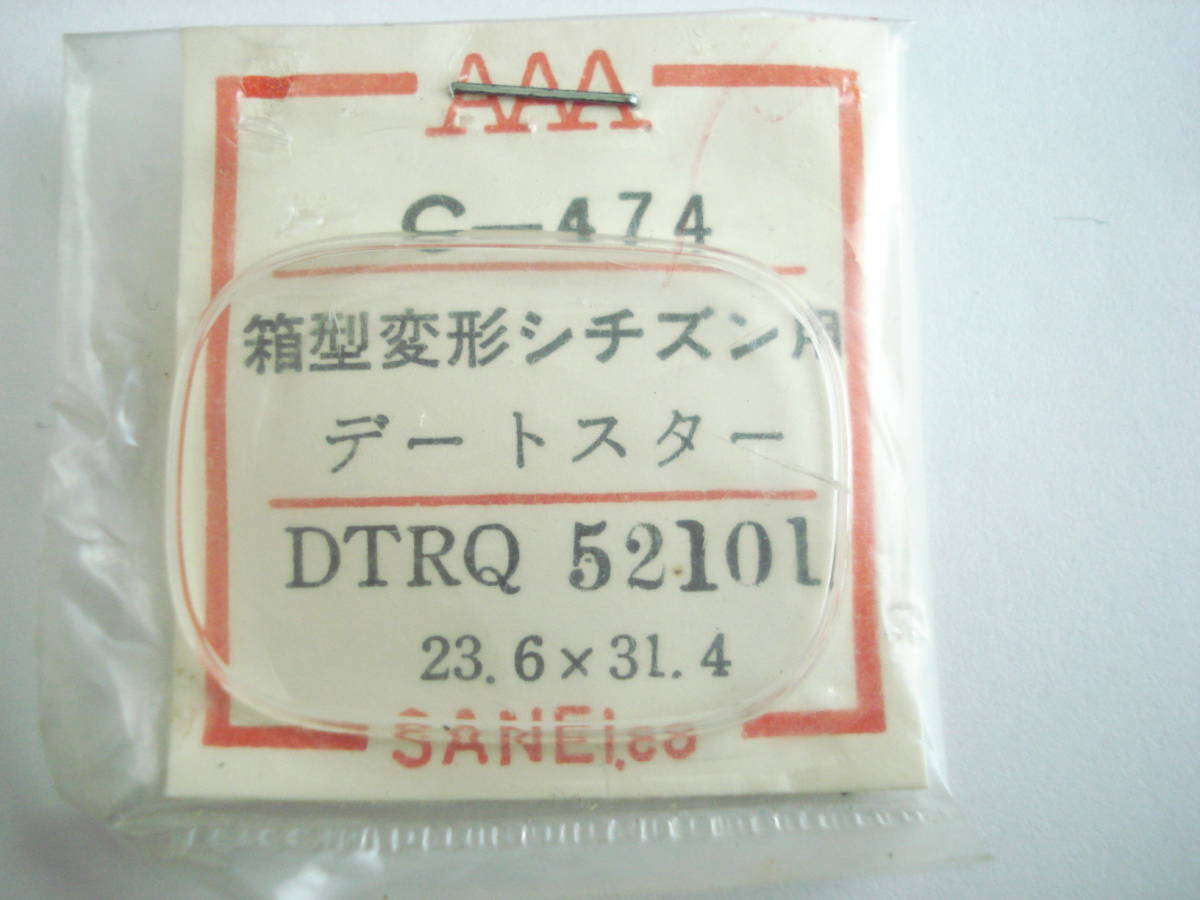 AAA
C-474
箱型変形シチズン用
デートスター
DTRQ 52101
23.6×31.4
SANEI.